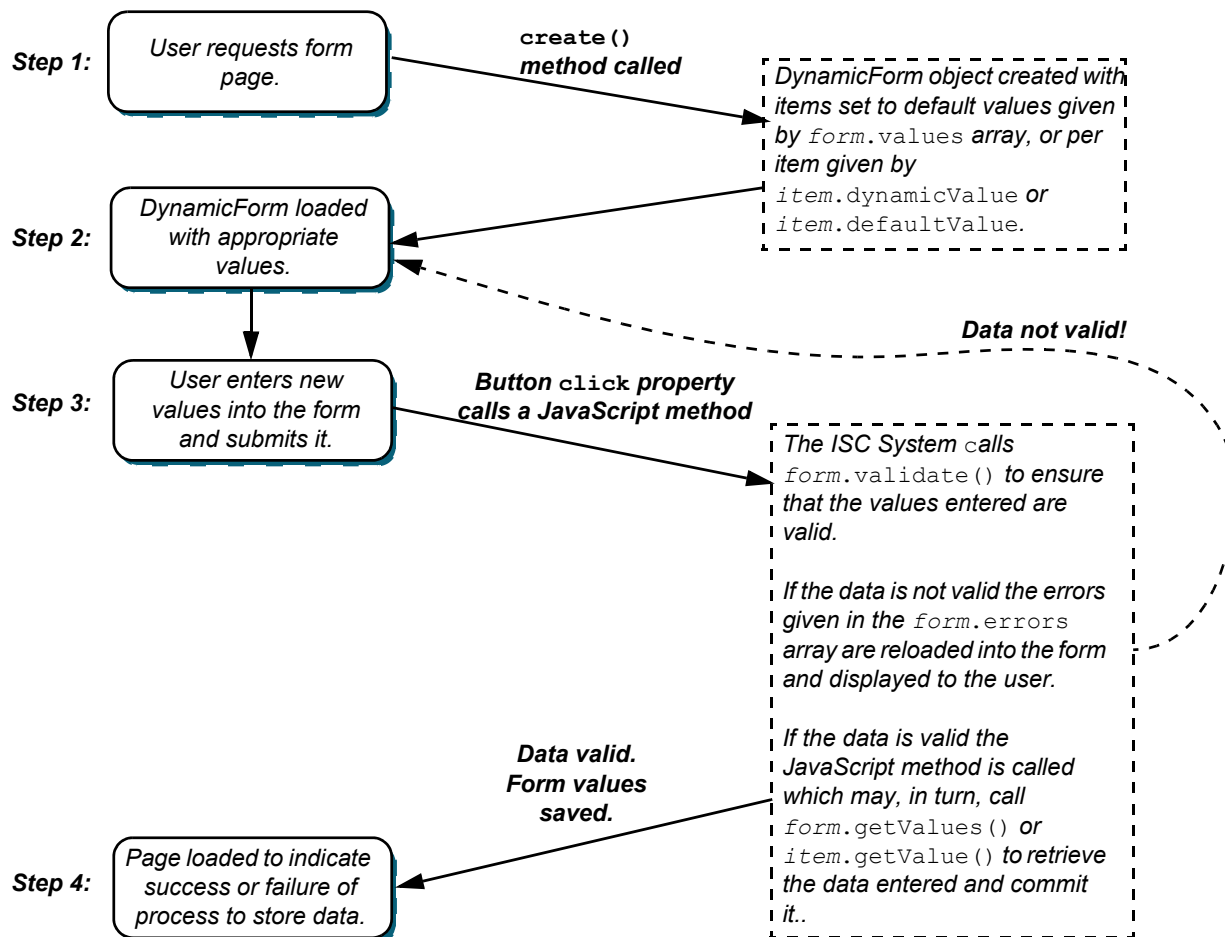 Step 1:
User requests form
page.
create()
method called
DynamicForm object created with
items set to default values given
by form.values array, or per
item given by
item.dynamicValue or
item.defaultValue.
Step 2:
DynamicForm loaded
with appropriate
values.
Data not valid!
Step 3:
User enters new
values into the form
and submits it.
Button click property
calls a JavaScript method
The ISC System calls
form.validate() to ensure
that the values entered are
valid.
If the data is not valid the errors
given in the form.errors
array are reloaded into the form
and displayed to the user.
If the data is valid the
JavaScript method is called
which may, in turn, call
form.getValues() or
item.getValue() to retrieve
the data entered and commit
it..
Data valid.
Form values
saved.
Step 4:
Page loaded to indicate
success or failure of
process to store data.